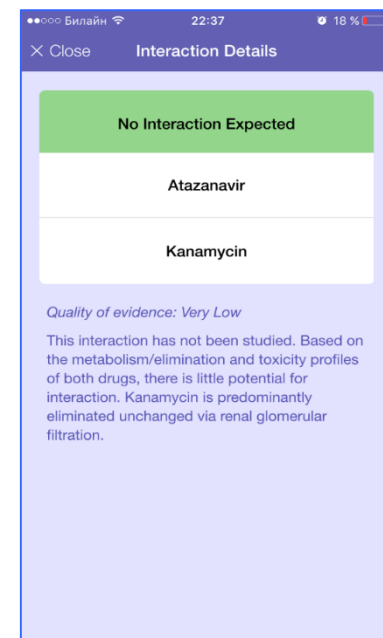 ●●○○○ Билайн 22:37 18 %
× Close Interaction Details
No Interaction Expected
Atazanavir
Kanamycin
Quality of evidence: Very Low
This interaction has not been studied. Based on
the metabolism/elimination and toxicity profiles
of both drugs, there is little potential for
interaction. Kanamycin is predominantly
eliminated unchanged via renal glomerular
filtration.